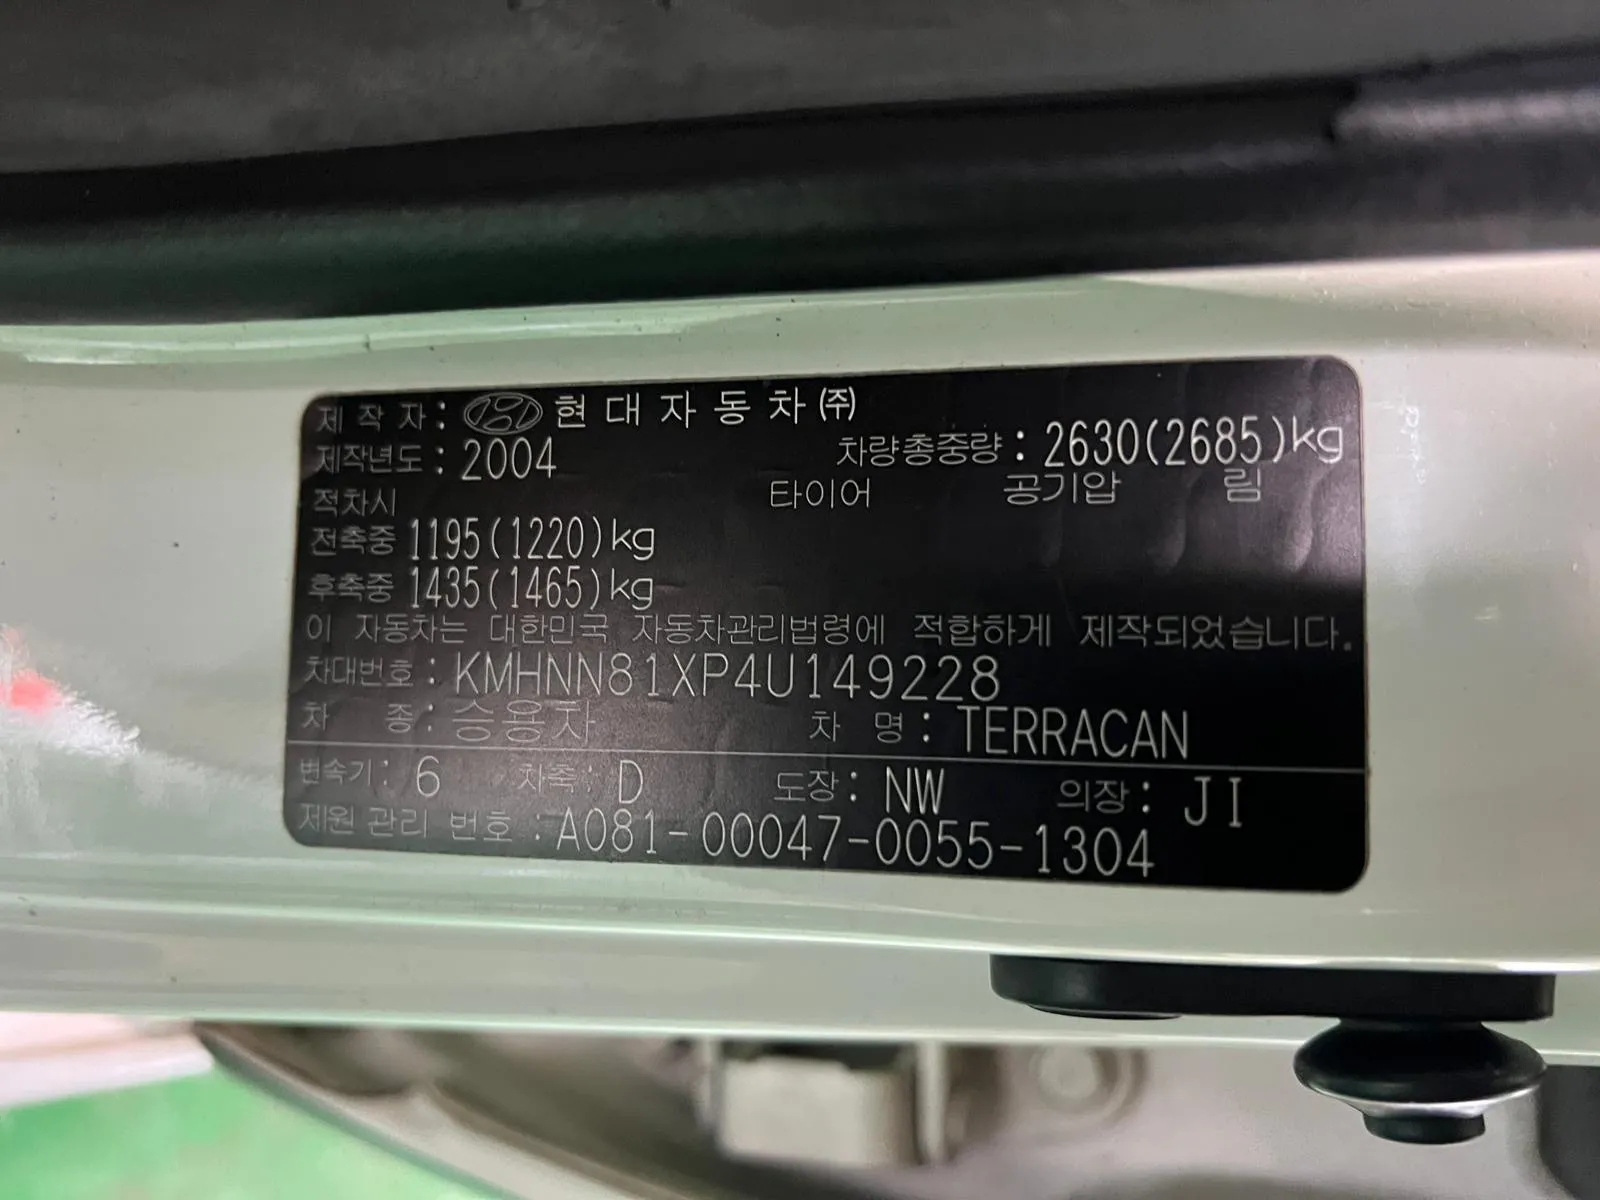 제 작 자 : 현 대 자 동 차 ㈜
제작년도 : 2004 차량총중량 : 2630(2685)kg
적차시 타이어 공기압 림
전축중 1195(1220)kg
후축중 1435(1465)kg
이 자동차는 대한민국 자동차관리법령에 적합하게 제작되었습니다.
차대번호 : KMHNN81XP4U149228
차 종 : 승용차 차 명 : TERRACAN
변속기 : 6 차축 : D 도장 : NW 의장 : JI
제원 관리 번호 : A081-00047-0055-1304